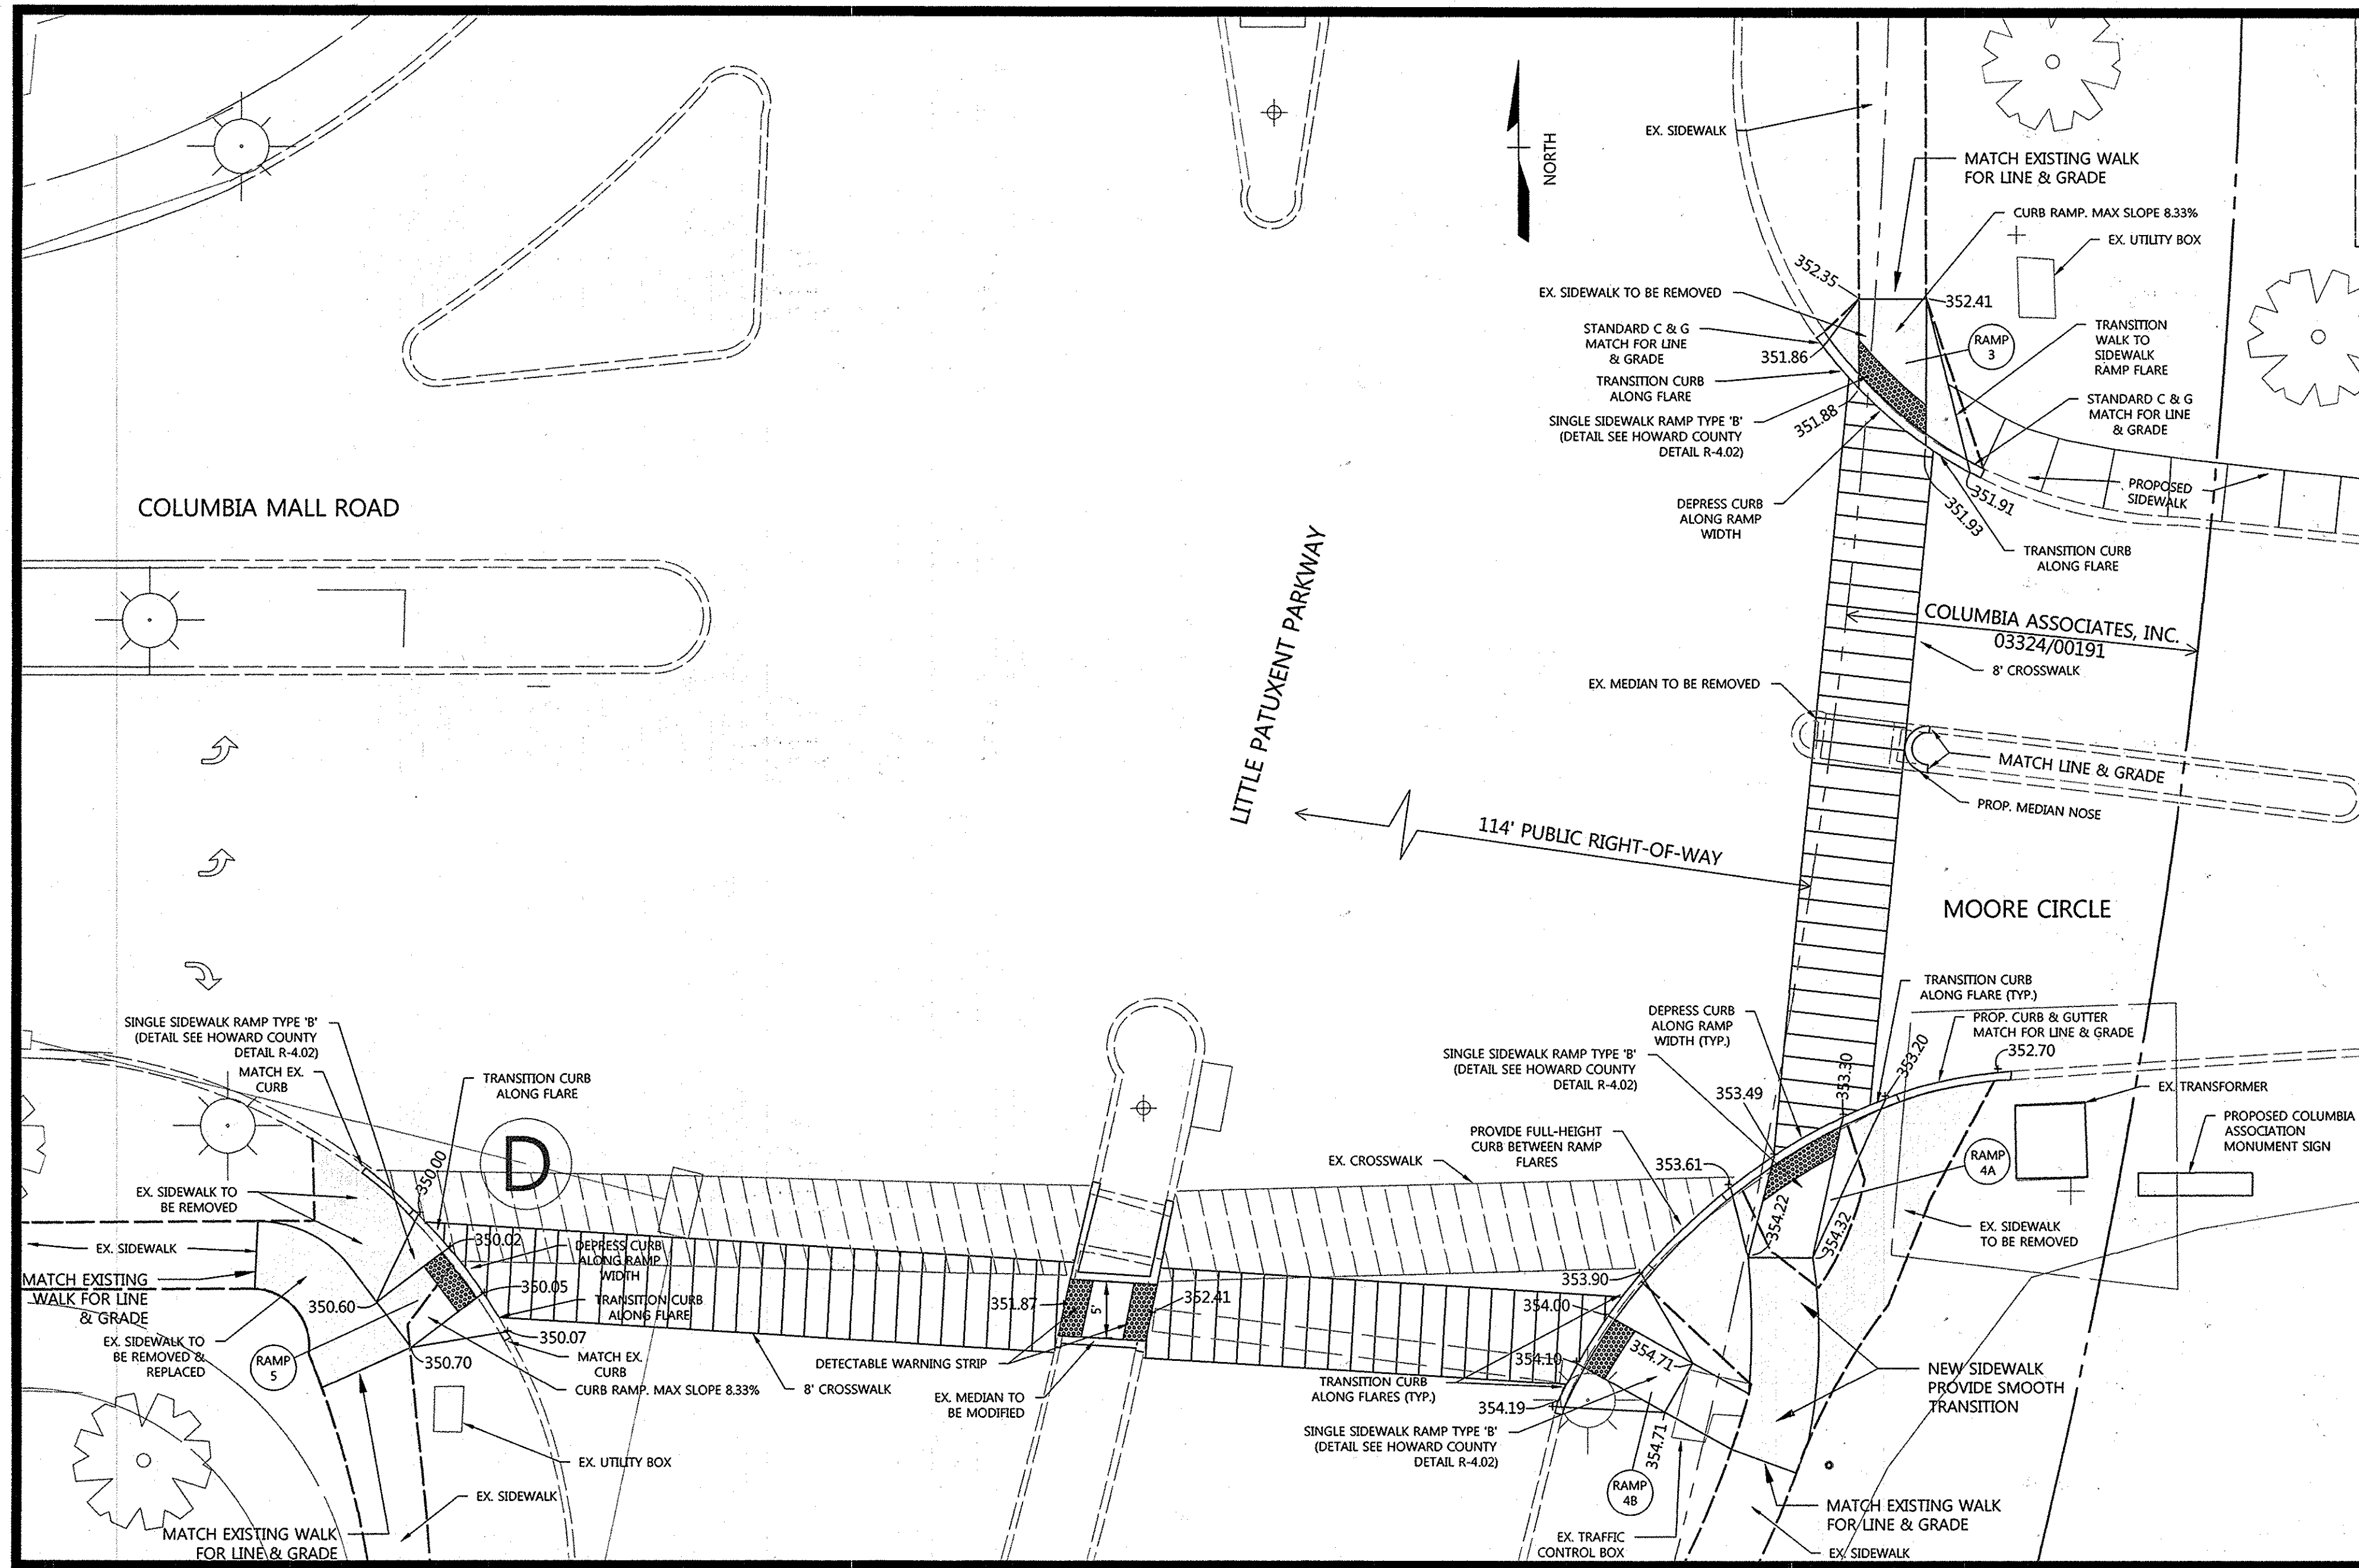 EX. SIDEWALK
NORTH
MATCH EXISTING WALK
FOR LINE & GRADE
CURB RAMP. MAX SLOPE 8.33%
EX. UTILITY BOX
352.35
352.41
EX. SIDEWALK TO BE REMOVED
STANDARD C & G
MATCH FOR LINE
& GRADE
351.86
RAMP
3
TRANSITION
WALK TO
SIDEWALK
RAMP FLARE
TRANSITION CURB
ALONG FLARE
351.88
SINGLE SIDEWALK RAMP TYPE 'B'
(DETAIL SEE HOWARD COUNTY
DETAIL R-4.02)
STANDARD C & G
MATCH FOR LINE
& GRADE
DEPRESS CURB
ALONG RAMP
WIDTH
351.91
351.93
PROPOSED
SIDEWALK
TRANSITION CURB
ALONG FLARE
COLUMBIA MALL ROAD
LITTLE PATUXENT PARKWAY
COLUMBIA ASSOCIATES, INC.
03324/00191
8' CROSSWALK
EX. MEDIAN TO BE REMOVED
MATCH LINE & GRADE
PROP. MEDIAN NOSE
114' PUBLIC RIGHT-OF-WAY
MOORE CIRCLE
TRANSITION CURB
ALONG FLARE (TYP.)
PROP. CURB & GUTTER
MATCH FOR LINE & GRADE
352.70
353.20
353.30
DEPRESS CURB
ALONG RAMP
WIDTH (TYP.)
SINGLE SIDEWALK RAMP TYPE 'B'
(DETAIL SEE HOWARD COUNTY
DETAIL R-4.02)
353.49
EX. TRANSFORMER
PROPOSED COLUMBIA
ASSOCIATION
MONUMENT SIGN
PROVIDE FULL-HEIGHT
CURB BETWEEN RAMP
FLARES
353.61
RAMP
4A
EX. CROSSWALK
354.22
354.32
EX. SIDEWALK
TO BE REMOVED
353.90
354.00
354.10
354.71
TRANSITION CURB
ALONG FLARES (TYP.)
354.19
354.71
SINGLE SIDEWALK RAMP TYPE 'B'
(DETAIL SEE HOWARD COUNTY
DETAIL R-4.02)
RAMP
4B
NEW SIDEWALK
PROVIDE SMOOTH
TRANSITION
MATCH EXISTING WALK
FOR LINE & GRADE
EX. TRAFFIC
CONTROL BOX
EX. SIDEWALK
SINGLE SIDEWALK RAMP TYPE 'B'
(DETAIL SEE HOWARD COUNTY
DETAIL R-4.02)
MATCH EX.
CURB
TRANSITION CURB
ALONG FLARE
D
350.00
EX. SIDEWALK TO
BE REMOVED
EX. SIDEWALK
350.02
DEPRESS CURB
ALONG RAMP
WIDTH
350.05
MATCH EXISTING
WALK FOR LINE
& GRADE
350.60
TRANSITION CURB
ALONG FLARE
351.87
5'
352.41
EX. SIDEWALK TO
BE REMOVED &
REPLACED
RAMP
5
350.07
350.70
MATCH EX.
CURB
CURB RAMP. MAX SLOPE 8.33%
8' CROSSWALK
DETECTABLE WARNING STRIP
EX. MEDIAN TO
BE MODIFIED
EX. UTILITY BOX
EX. SIDEWALK
MATCH EXISTING WALK
FOR LINE & GRADE